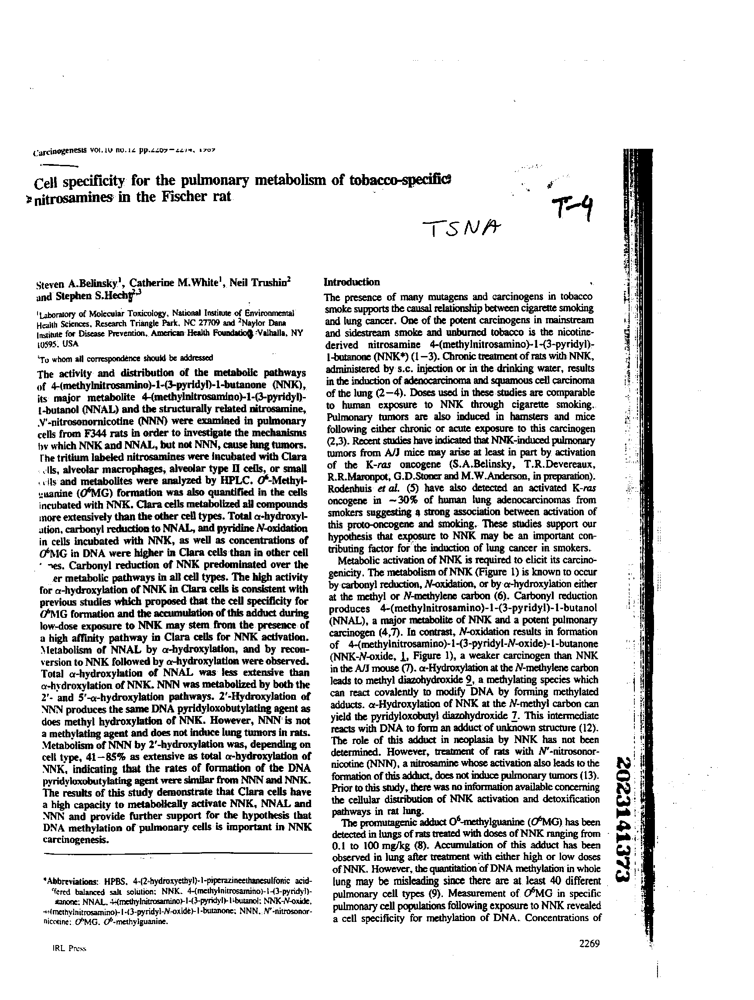 Carcinogenesis vol.10 no.12 pp.2269-2274, 1989
Cell specificity for the pulmonary metabolism of tobacco-specific
nitrosamines in the Fischer rat
T-4
TSNA
Steven A.Belinsky¹, Catherine M.White¹, Neil Trushin²
and Stephen S.Hecht²,³
¹Laboratory of Molecular Toxicology, National Institute of Environmental
Health Sciences, Research Triangle Park, NC 27709 and ²Naylor Dana
Institute for Disease Prevention, American Health Foundation, Valhalla, NY
10595, USA
³To whom all correspondence should be addressed
The activity and distribution of the metabolic pathways
of 4-(methylnitrosamino)-1-(3-pyridyl)-1-butanone (NNK),
its major metabolite 4-(methylnitrosamino)-1-(3-pyridyl)-
1-butanol (NNAL) and the structurally related nitrosamine,
N'-nitrosonornicotine (NNN) were examined in pulmonary
cells from F344 rats in order to investigate the mechanisms
by which NNK and NNAL, but not NNN, cause lung tumors.
The tritium labeled nitrosamines were incubated with Clara
cells, alveolar macrophages, alveolar type II cells, or small
cells and metabolites were analyzed by HPLC. O⁶-Methyl-
guanine (O⁶MG) formation was also quantified in the cells
incubated with NNK. Clara cells metabolized all compounds
more extensively than the other cell types. Total α-hydroxyl-
ation, carbonyl reduction to NNAL, and pyridine N-oxidation
in cells incubated with NNK, as well as concentrations of
O⁶MG in DNA were higher in Clara cells than in other cell
types. Carbonyl reduction of NNK predominated over the
er metabolic pathways in all cell types. The high activity
for α-hydroxylation of NNK in Clara cells is consistent with
previous studies which proposed that the cell specificity for
O⁶MG formation and the accumulation of this adduct during
low-dose exposure to NNK may stem from the presence of
a high affinity pathway in Clara cells for NNK activation.
Metabolism of NNAL by α-hydroxylation, and by recon-
version to NNK followed by α-hydroxylation were observed.
Total α-hydroxylation of NNAL was less extensive than
α-hydroxylation of NNK. NNN was metabolized by both the
2'- and 5'-α-hydroxylation pathways. 2'-Hydroxylation of
NNN produces the same DNA pyridyloxobutylating agent as
does methyl hydroxylation of NNK. However, NNN is not
a methylating agent and does not induce lung tumors in rats.
Metabolism of NNN by 2'-hydroxylation was, depending on
cell type, 41-85% as extensive as total α-hydroxylation of
NNK, indicating that the rates of formation of the DNA
pyridyloxobutylating agent were similar from NNN and NNK.
The results of this study demonstrate that Clara cells have
a high capacity to metabolically activate NNK, NNAL and
NNN and provide further support for the hypothesis that
DNA methylation of pulmonary cells is important in NNK
carcinogenesis.
*Abbreviations: HPBS, 4-(2-hydroxyethyl)-1-piperazineethanesulfonic acid-
buffered balanced salt solution; NNK, 4-(methylnitrosamino)-1-(3-pyridyl)-
butanone; NNAL, 4-(methylnitrosamino)-1-(3-pyridyl)-1-butanol; NNK-N-oxide,
4-(methylnitrosamino)-1-(3-pyridyl-N-oxide)-1-butanone; NNN, N'-nitrosonor-
nicotine; O⁶MG, O⁶-methylguanine.
IRL Press
Introduction
The presence of many mutagens and carcinogens in tobacco
smoke supports the causal relationship between cigarette smoking
and lung cancer. One of the potent carcinogens in mainstream
and sidestream smoke and unburned tobacco is the nicotine-
derived nitrosamine 4-(methylnitrosamino)-1-(3-pyridyl)-
1-butanone (NNK*) (1-3). Chronic treatment of rats with NNK,
administered by s.c. injection or in the drinking water, results
in the induction of adenocarcinoma and squamous cell carcinoma
of the lung (2-4). Doses used in these studies are comparable
to human exposure to NNK through cigarette smoking.
Pulmonary tumors are also induced in hamsters and mice
following either chronic or acute exposure to this carcinogen
(2,3). Recent studies have indicated that NNK-induced pulmonary
tumors from A/J mice may arise at least in part by activation
of the K-ras oncogene (S.A.Belinsky, T.R.Devereaux,
R.R.Maronpot, G.D.Stoner and M.W.Anderson, in preparation).
Rodenhuis et al. (5) have also detected an activated K-ras
oncogene in ~30% of human lung adenocarcinomas from
smokers suggesting a strong association between activation of
this proto-oncogene and smoking. These studies support our
hypothesis that exposure to NNK may be an important con-
tributing factor for the induction of lung cancer in smokers.
Metabolic activation of NNK is required to elicit its carcino-
genicity. The metabolism of NNK (Figure 1) is known to occur
by carbonyl reduction, N-oxidation, or by α-hydroxylation either
at the methyl or N-methylene carbon (6). Carbonyl reduction
produces 4-(methylnitrosamino)-1-(3-pyridyl)-1-butanol
(NNAL), a major metabolite of NNK and a potent pulmonary
carcinogen (4,7). In contrast, N-oxidation results in formation
of 4-(methylnitrosamino)-1-(3-pyridyl-N-oxide)-1-butanone
(NNK-N-oxide, 1, Figure 1), a weaker carcinogen than NNK
in the A/J mouse (7). α-Hydroxylation at the N-methylene carbon
leads to methyl diazohydroxide 9, a methylating species which
can react covalently to modify DNA by forming methylated
adducts. α-Hydroxylation of NNK at the N-methyl carbon can
yield the pyridyloxobutyl diazohydroxide 7. This intermediate
reacts with DNA to form an adduct of unknown structure (12).
The role of this adduct in neoplasia by NNK has not been
determined. However, treatment of rats with N'-nitrosonor-
nicotine (NNN), a nitrosamine whose activation also leads to the
formation of this adduct, does not induce pulmonary tumors (13).
Prior to this study, there was no information available concerning
the cellular distribution of NNK activation and detoxification
pathways in rat lung.
The promutagenic adduct O⁶-methylguanine (O⁶MG) has been
detected in lungs of rats treated with doses of NNK ranging from
0.1 to 100 mg/kg (8). Accumulation of this adduct has been
observed in lung after treatment with either high or low doses
of NNK. However, the quantitation of DNA methylation in whole
lung may be misleading since there are at least 40 different
pulmonary cell types (9). Measurement of O⁶MG in specific
pulmonary cell populations following exposure to NNK revealed
a cell specificity for methylation of DNA. Concentrations of
2269
2023141373